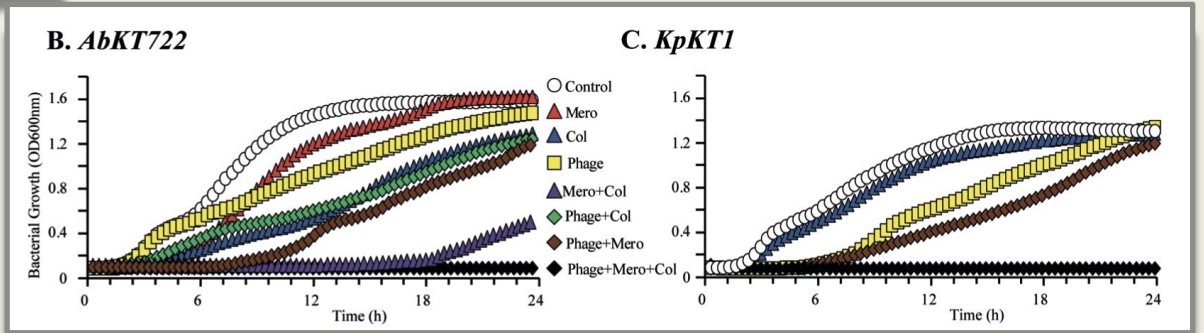 B. AbKT722
C. KpKT1
Bacterial Growth (OD600nm)
1.6
1.2
0.8
0.4
0
0 6 12 18 24
Time (h)
Control
Mero
Col
Phage
Mero+Col
Phage+Col
Phage+Mero
Phage+Mero+Col
1.6
1.2
0.8
0.4
0
0 6 12 18 24
Time (h)